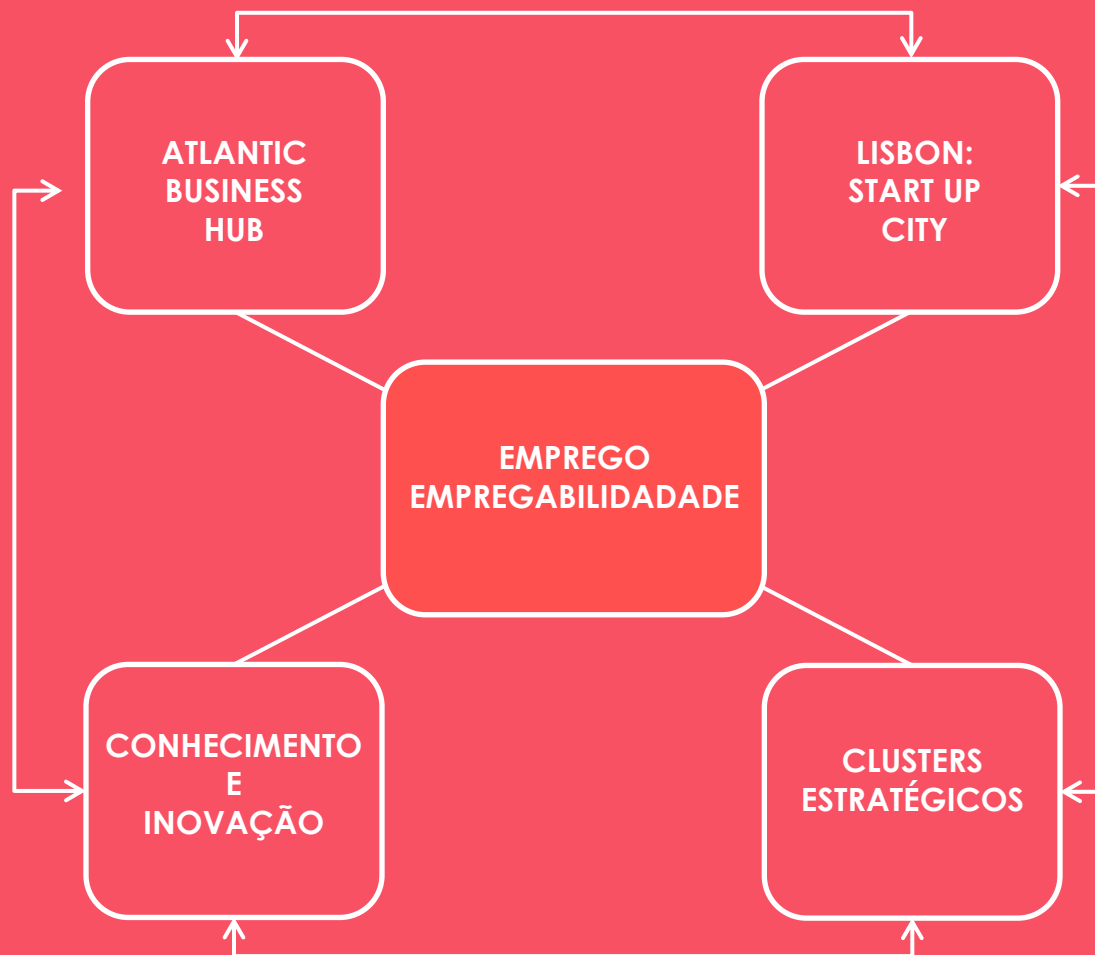 ATLANTIC
BUSINESS
HUB
LISBON:
START UP
CITY
EMPREGO
EMPREGABILIDADADE
CONHECIMENTO
E
INOVAÇÃO
CLUSTERS
ESTRATÉGICOS